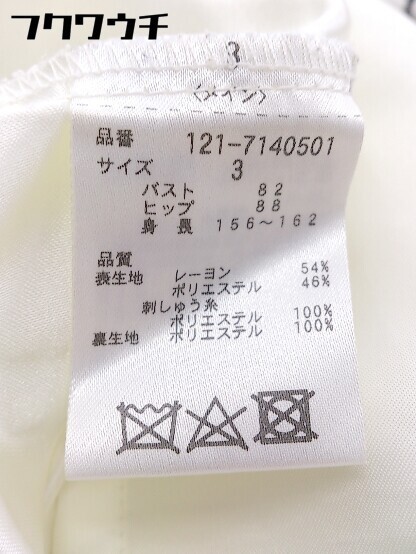 フクワウチ
3
〈メイン〉
品番 121-7140501
サイズ 3
バスト 82
ヒップ 88
身長 156～162
品質
表生地 レーヨン 54%
ポリエステル 46%
刺しゅう糸
ポリエステル 100%
裏生地 ポリエステル 100%